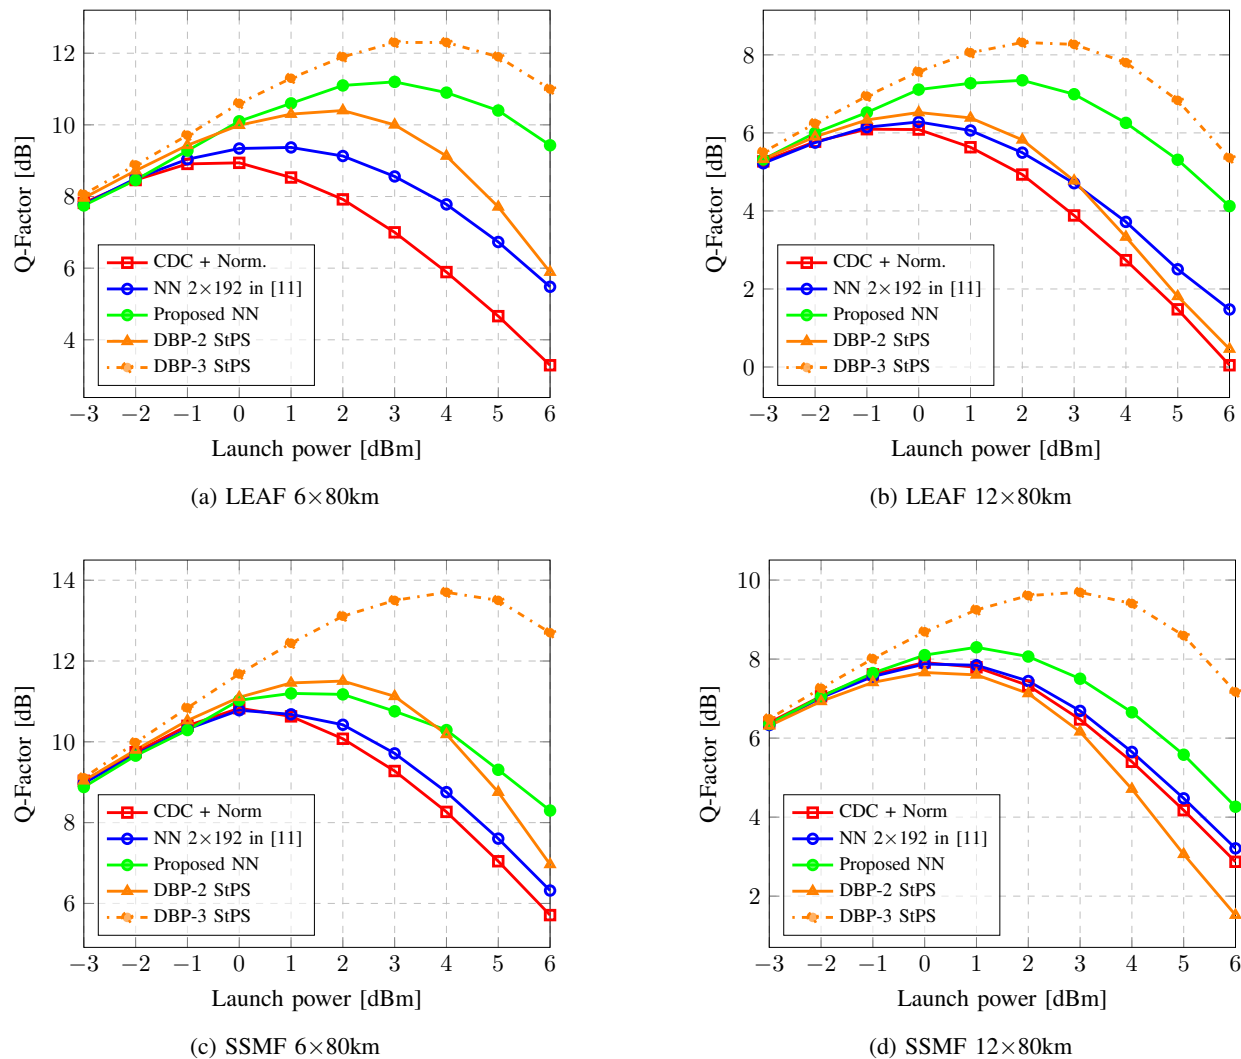 12
10
8
6
4
Q-Factor [dB]
CDC + Norm.
NN 2×192 in [11]
Proposed NN
DBP-2 StPS
DBP-3 StPS
−3 −2 −1 0 1 2 3 4 5 6
Launch power [dBm]
(a) LEAF 6×80km
8
6
4
2
0
Q-Factor [dB]
CDC + Norm.
NN 2×192 in [11]
Proposed NN
DBP-2 StPS
DBP-3 StPS
−3 −2 −1 0 1 2 3 4 5 6
Launch power [dBm]
(b) LEAF 12×80km
14
12
10
8
6
Q-Factor [dB]
CDC + Norm
NN 2×192 in [11]
Proposed NN
DBP-2 StPS
DBP-3 StPS
−3 −2 −1 0 1 2 3 4 5 6
Launch power [dBm]
(c) SSMF 6×80km
10
8
6
4
2
Q-Factor [dB]
CDC + Norm
NN 2×192 in [11]
Proposed NN
DBP-2 StPS
DBP-3 StPS
−3 −2 −1 0 1 2 3 4 5 6
Launch power [dBm]
(d) SSMF 12×80km